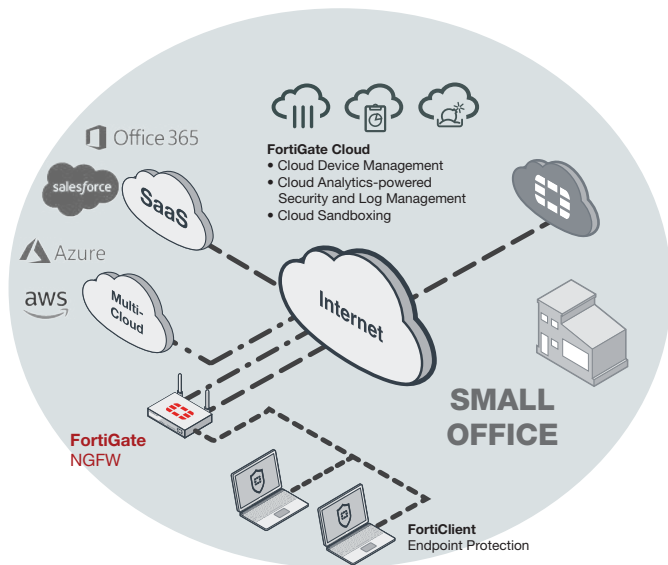 Office 365
salesforce
SaaS
Azure
aws
Multi-
Cloud
FortiGate Cloud
• Cloud Device Management
• Cloud Analytics-powered
Security and Log Management
• Cloud Sandboxing
Internet
SMALL
OFFICE
FortiGate
NGFW
FortiClient
Endpoint Protection